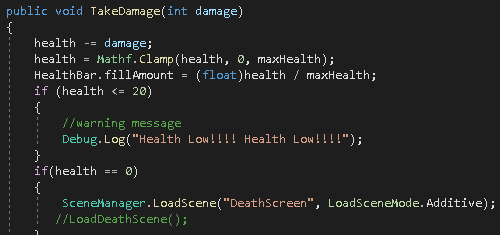 public void TakeDamage(int damage)
{
health -= damage;
health = Mathf.Clamp(health, 0, maxHealth);
HealthBar.fillAmount = (float)health / maxHealth;
if (health <= 20)
{
//warning message
Debug.Log("Health Low!!!! Health Low!!!!");
}
if(health == 0)
{
SceneManager.LoadScene("DeathScreen", LoadSceneMode.Additive);
//LoadDeathScene();
}